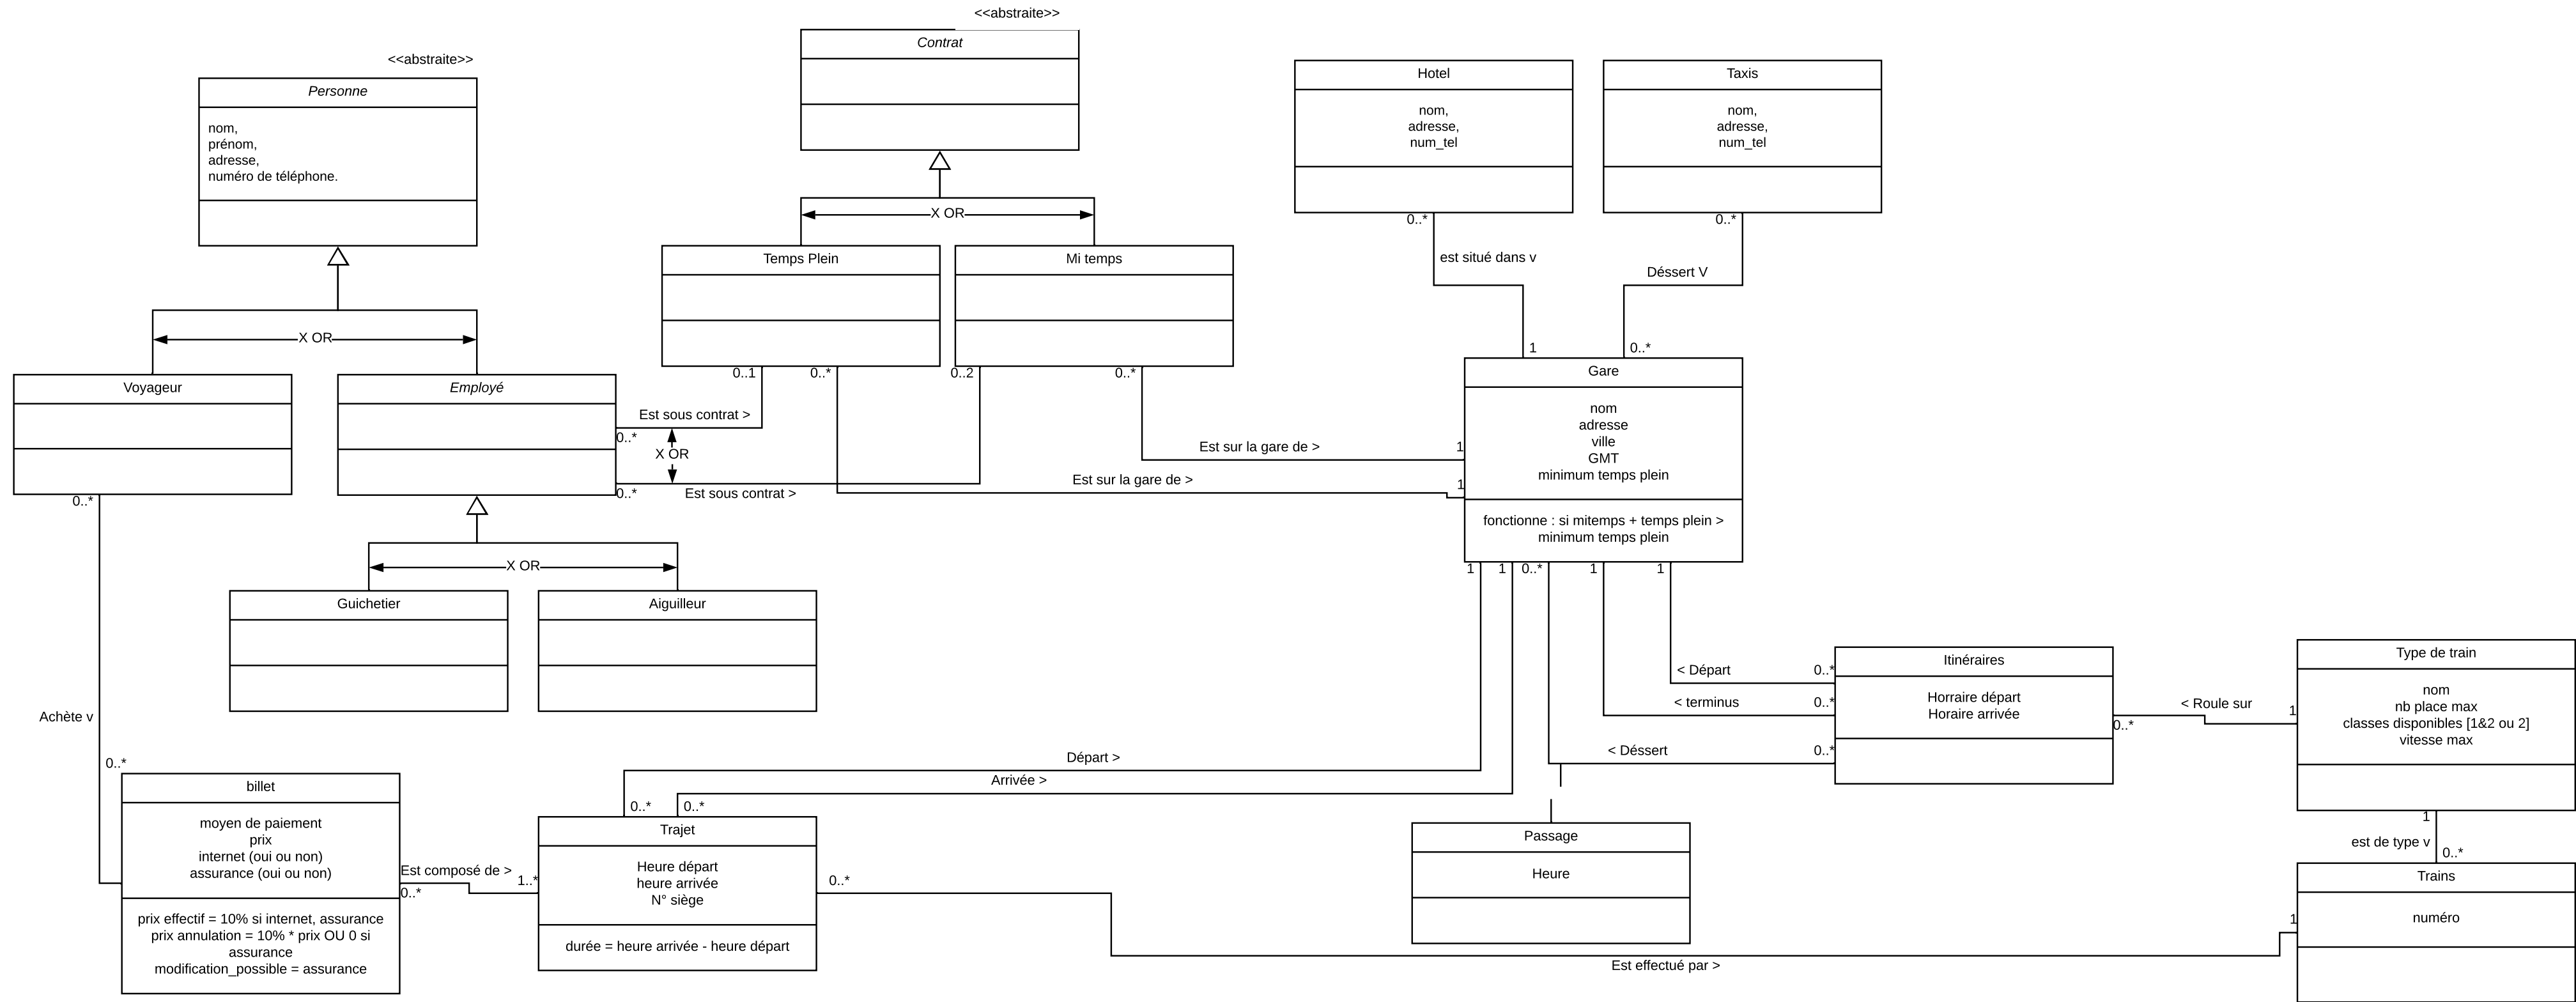 <<abstraite>>
Contrat
<<abstraite>>
Personne
nom,
prénom,
adresse,
numéro de téléphone.
Hotel
nom,
adresse,
num_tel
Taxis
nom,
adresse,
num_tel
X OR
0..*
0..*
est situé dans v
Déssert V
Temps Plein
Mi temps
X OR
1
0..*
0..1
0..*
0..2
0..*
Voyageur
Employé
Gare
nom
adresse
ville
GMT
minimum temps plein
fonctionne : si mitemps + temps plein >
minimum temps plein
Est sous contrat >
0..*
X OR
Est sur la gare de >
1
Est sur la gare de >
1
0..*
Est sous contrat >
0..*
X OR
Guichetier
Aiguilleur
1
1
0..*
1
1
< Départ
0..*
< terminus
0..*
< Déssert
0..*
Itinéraires
Horraire départ
Horaire arrivée
0..*
< Roule sur
1
Type de train
nom
nb place max
classes disponibles [1&2 ou 2]
vitesse max
Achète v
0..*
Départ >
Arrivée >
0..*
0..*
billet
moyen de paiement
prix
internet (oui ou non)
assurance (oui ou non)
prix effectif = 10% si internet, assurance
prix annulation = 10% * prix OU 0 si
assurance
modification_possible = assurance
Est composé de >
0..*
1..*
Trajet
Heure départ
heure arrivée
N° siège
durée = heure arrivée - heure départ
0..*
Passage
Heure
1
est de type v
0..*
Trains
numéro
1
Est effectué par >